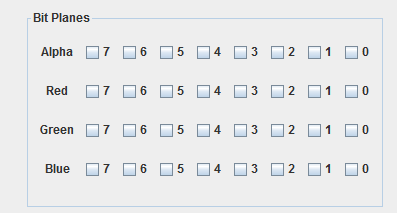 Bit Planes
Alpha 7 6 5 4 3 2 1 0
Red 7 6 5 4 3 2 1 0
Green 7 6 5 4 3 2 1 0
Blue 7 6 5 4 3 2 1 0